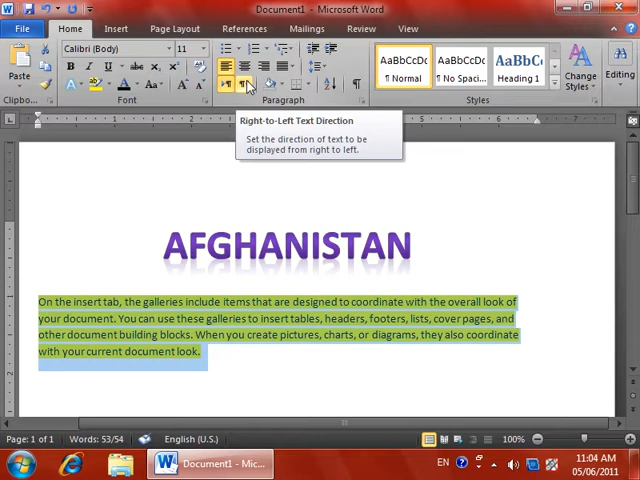 Document1 - Microsoft Word
File Home Insert Page Layout References Mailings Review View
Paste
Calibri (Body) 11
AaBbCcDc AaBbCcDc AaBbCc
¶ Normal ¶ No Spaci... Heading 1
Change Styles
Clipbo... Font Paragraph Styles
Right-to-Left Text Direction
Set the direction of text to be
displayed from right to left.
AFGHANISTAN
On the insert tab, the galleries include items that are designed to coordinate with the overall look of
your document. You can use these galleries to insert tables, headers, footers, lists, cover pages, and
other document building blocks. When you create pictures, charts, or diagrams, they also coordinate
with your current document look.
Page: 1 of 1 Words: 53/54 English (U.S.) 100%
Document1 - Mic... EN 11:04 AM
05/06/2011